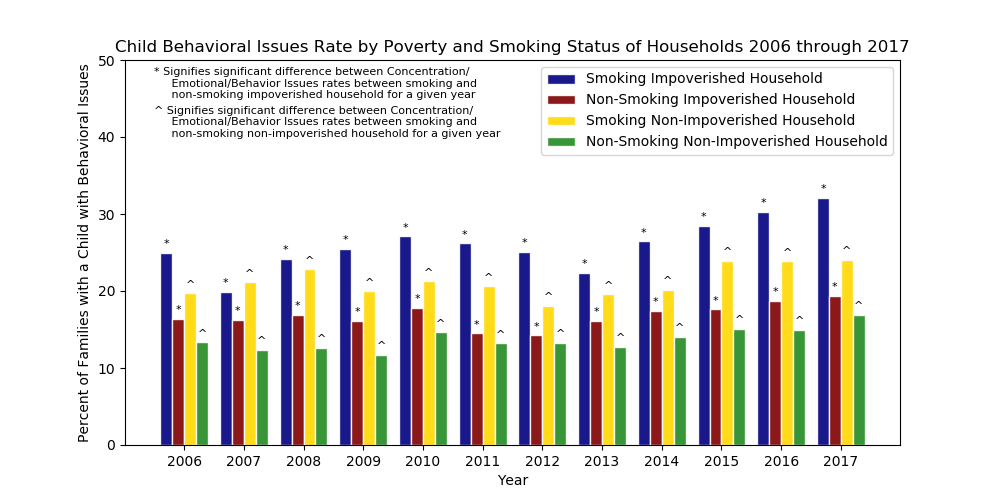 Child Behavioral Issues Rate by Poverty and Smoking Status of Households 2006 through 2017
Percent of Families with a Child with Behavioral Issues
50
40
30
20
10
0
* Signifies significant difference between Concentration/
Emotional/Behavior Issues rates between smoking and
non-smoking impoverished household for a given year
^ Signifies significant difference between Concentration/
Emotional/Behavior Issues rates between smoking and
non-smoking non-impoverished household for a given year
Smoking Impoverished Household
Non-Smoking Impoverished Household
Smoking Non-Impoverished Household
Non-Smoking Non-Impoverished Household
* * ^ ^ * * ^ ^ * * ^ ^ * * ^ ^ * * ^ ^ * * ^ ^ * * ^ ^ * * ^ ^ * * ^ ^ * * ^ ^ * * ^ ^ * * ^ ^
2006 2007 2008 2009 2010 2011 2012 2013 2014 2015 2016 2017
Year